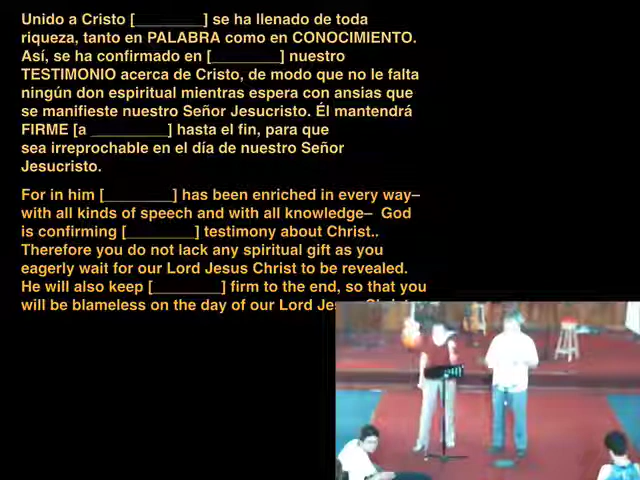 Unido a Cristo [________] se ha llenado de toda
riqueza, tanto en PALABRA como en CONOCIMIENTO.
Así, se ha confirmado en [________] nuestro
TESTIMONIO acerca de Cristo, de modo que no le falta
ningún don espiritual mientras espera con ansias que
se manifieste nuestro Señor Jesucristo. Él mantendrá
FIRME [a _________] hasta el fin, para que
sea irreprochable en el día de nuestro Señor
Jesucristo.
For in him [________] has been enriched in every way–
with all kinds of speech and with all knowledge– God
is confirming [________] testimony about Christ..
Therefore you do not lack any spiritual gift as you
eagerly wait for our Lord Jesus Christ to be revealed.
He will also keep [________] firm to the end, so that you
will be blameless on the day of our Lord